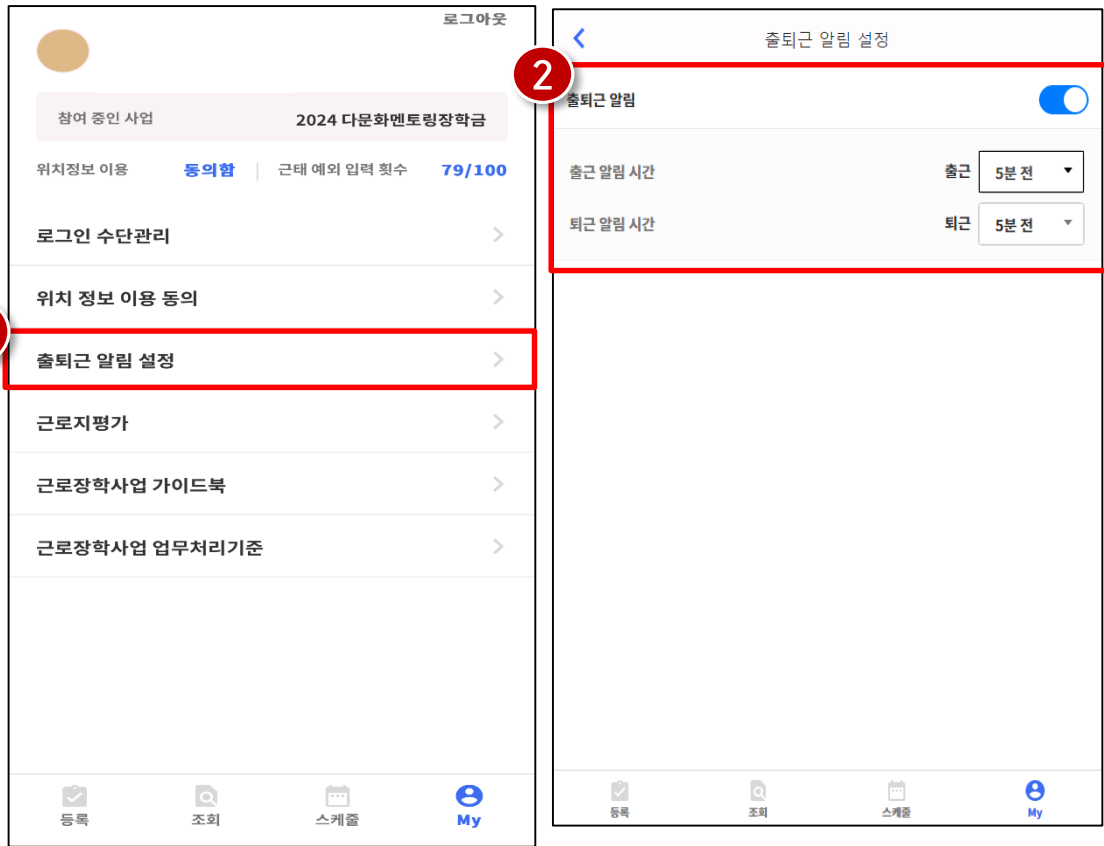 로그아웃
참여 중인 사업 2024 다문화멘토링장학금
위치정보 이용 동의함 근태 예외 입력 횟수 79/100
로그인 수단관리
위치 정보 이용 동의
출퇴근 알림 설정
근로지평가
근로장학사업 가이드북
근로장학사업 업무처리기준
등록 조회 스케줄 My
출퇴근 알림 설정
2
출퇴근 알림
출근 알림 시간 출근 5분 전
퇴근 알림 시간 퇴근 5분 전
등록 조회 스케줄 My